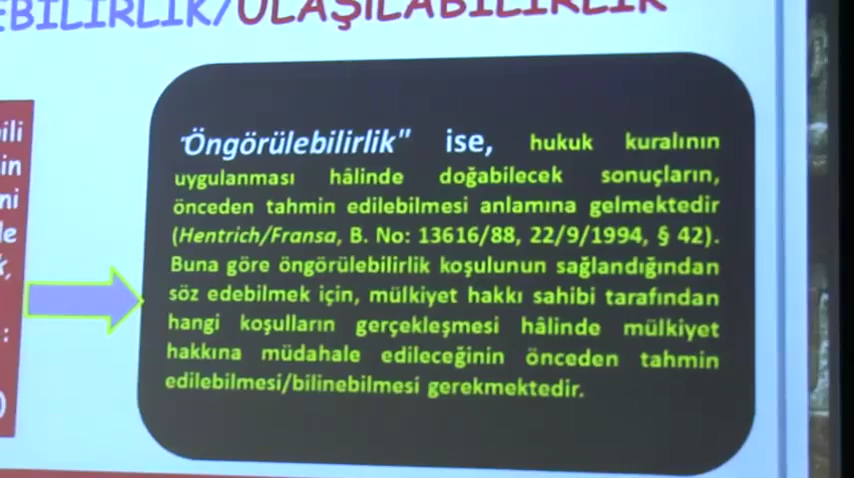 EBİLİRLİK/ULAŞILABİLİRLİK
"Öngörülebilirlik" ise, hukuk kuralının
uygulanması hâlinde doğabilecek sonuçların,
önceden tahmin edilebilmesi anlamına gelmektedir
(Hentrich/Fransa, B. No: 13616/88, 22/9/1994, § 42).
Buna göre öngörülebilirlik koşulunun sağlandığından
söz edebilmek için, mülkiyet hakkı sahibi tarafından
hangi koşulların gerçekleşmesi hâlinde mülkiyet
hakkına müdahale edileceğinin önceden tahmin
edilebilmesi/bilinebilmesi gerekmektedir.